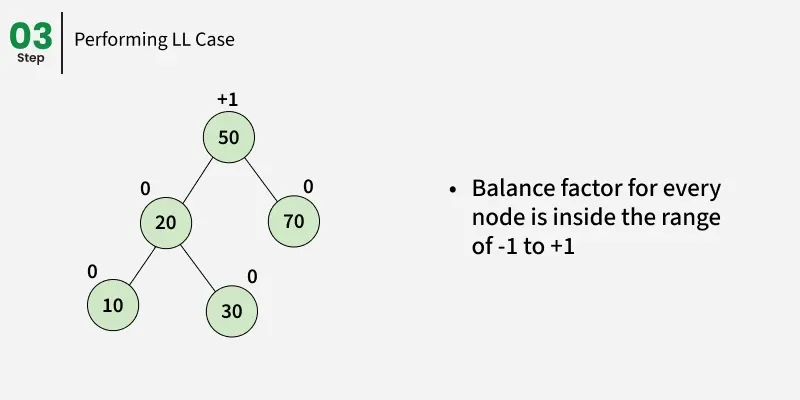 03
Step
Performing LL Case
+1
50
0
0
20
70
0
0
10
30
• Balance factor for every
node is inside the range
of -1 to +1